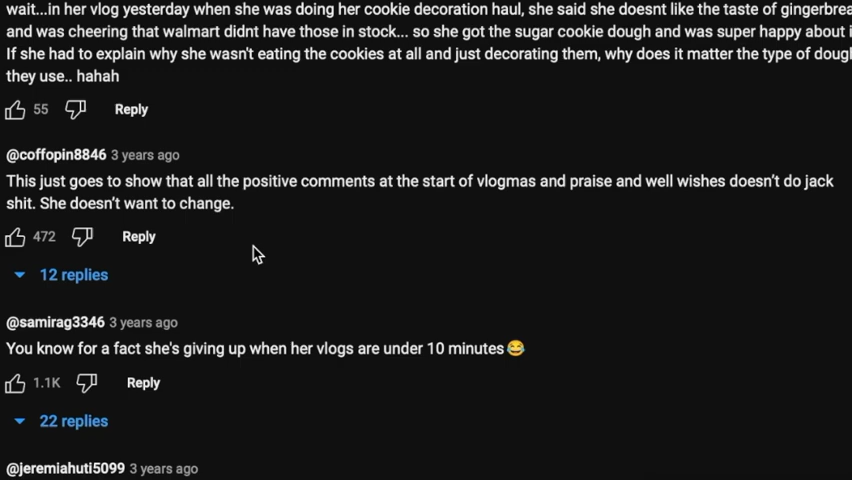 wait...in her vlog yesterday when she was doing her cookie decoration haul, she said she doesnt like the taste of
and was cheering that walmart didnt have those in stock... so she got the sugar cookie dough and was super happy about
If she had to explain why she wasn't eating the cookies at all and just decorating them, why does it matter the type of
they use.. hahah
55 Reply
@coffopin8846 3 years ago
This just goes to show that all the positive comments at the start of vlogmas and praise and well wishes doesn't do jack
shit. She doesn't want to change.
472 Reply
12 replies
@samirag3346 3 years ago
You know for a fact she's giving up when her vlogs are under 10 minutes😂
1.1K Reply
22 replies
@jeremiahuti5099 3 years ago